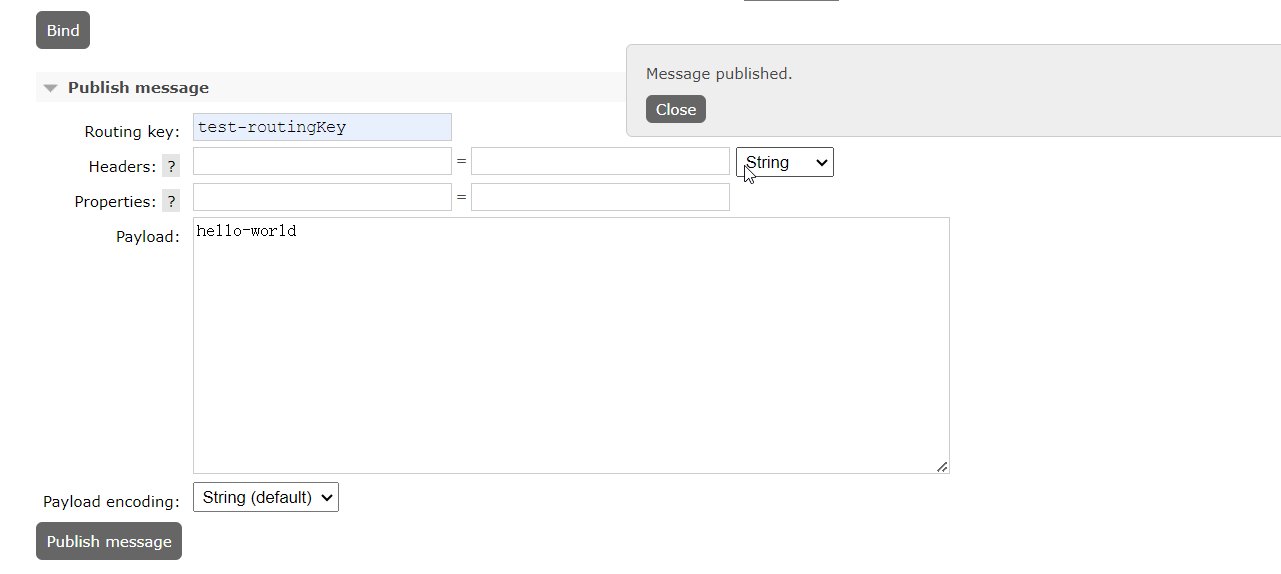 Bind
Message published.
Close
Publish message
Routing key: test-routingKey
Headers: ? = String
Properties: ? =
Payload: hello-world
Payload encoding: String (default)
Publish message